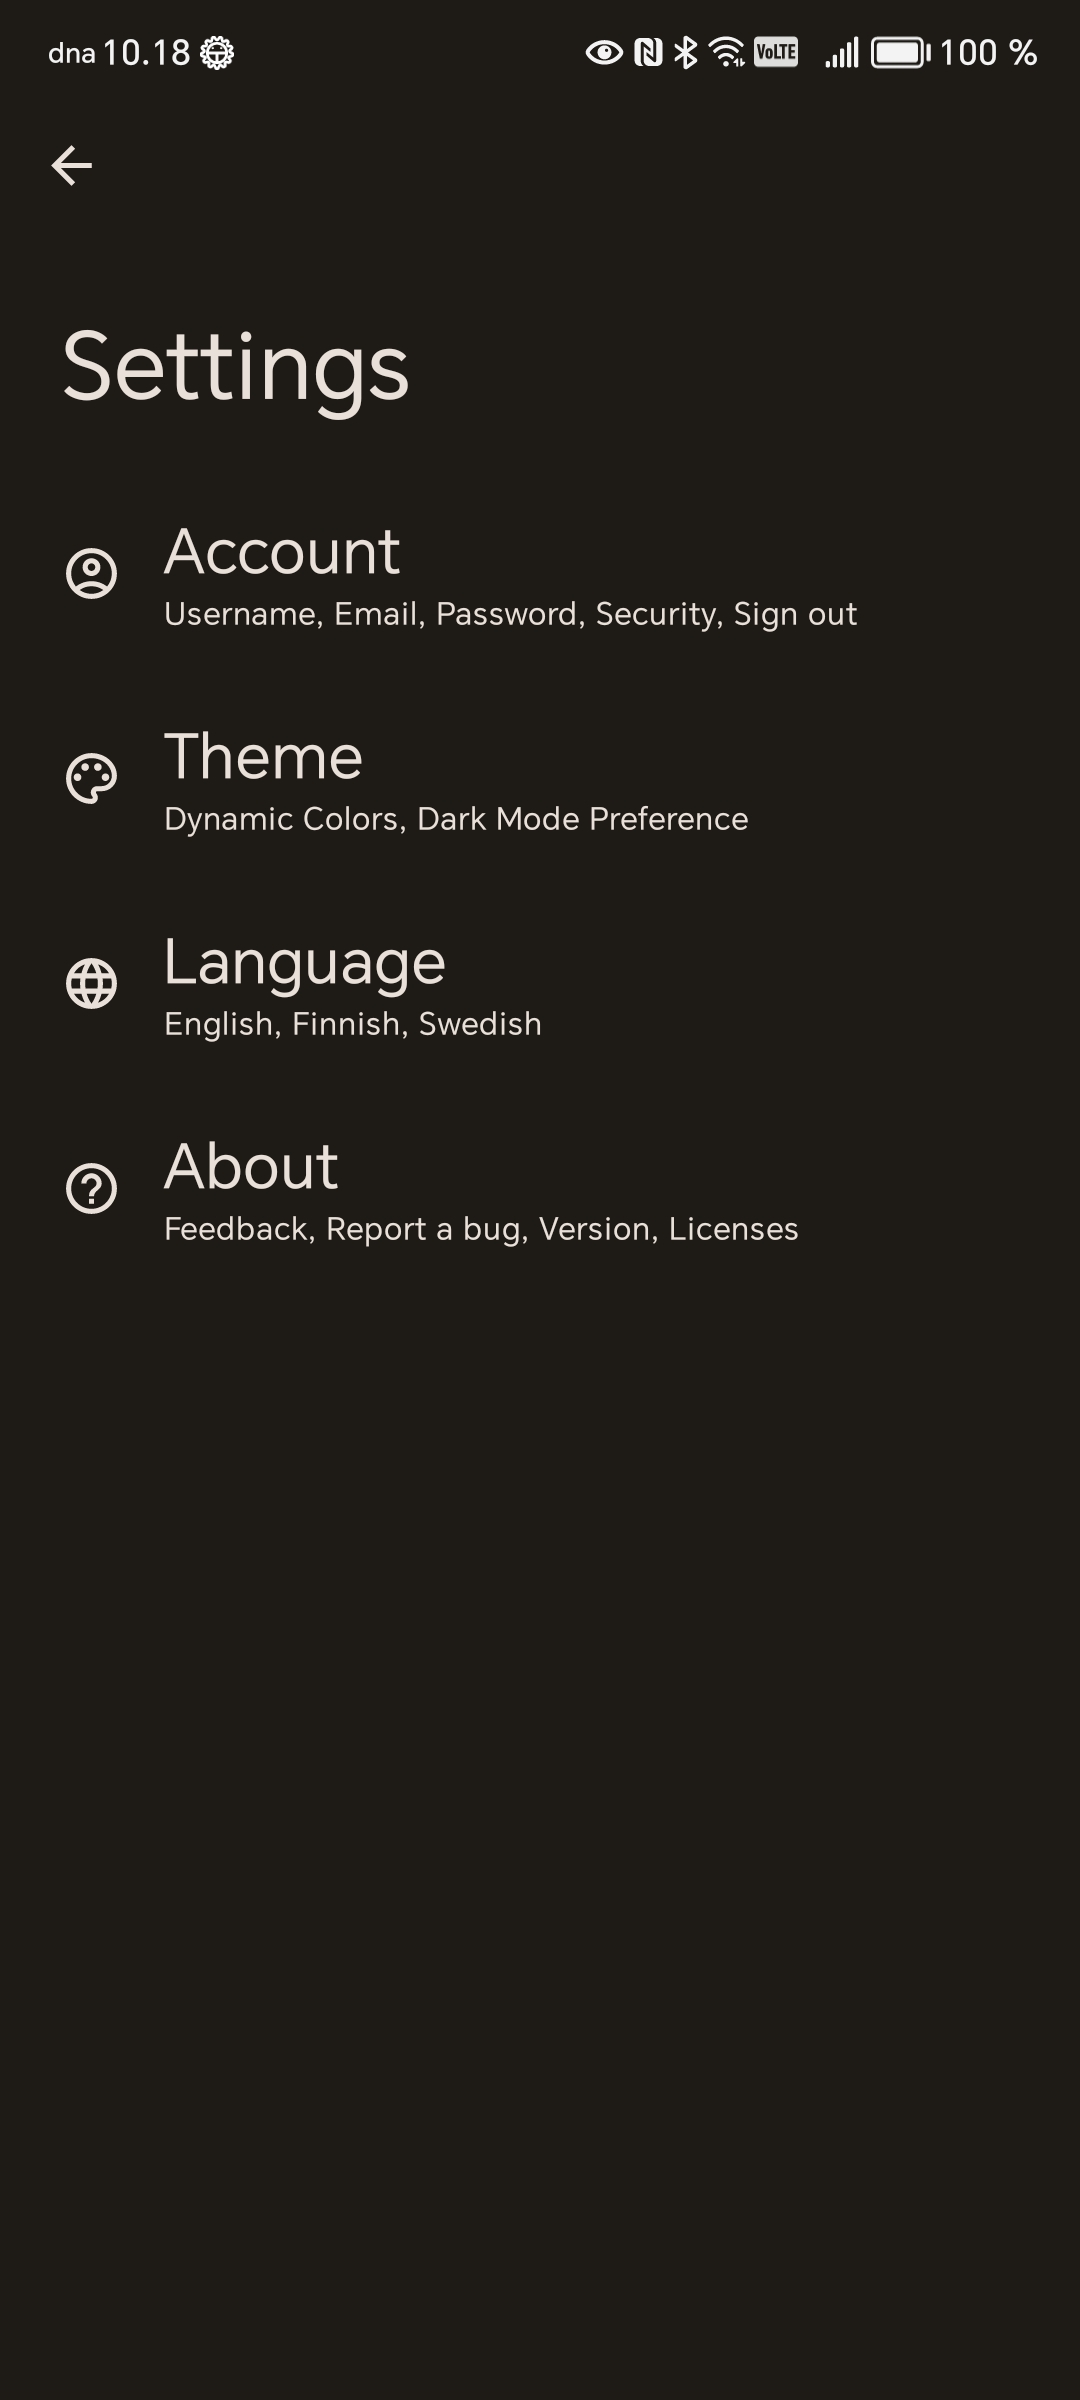 dna 10.18 VoLTE 100 %
Settings
Account
Username, Email, Password, Security, Sign out
Theme
Dynamic Colors, Dark Mode Preference
Language
English, Finnish, Swedish
About
Feedback, Report a bug, Version, Licenses